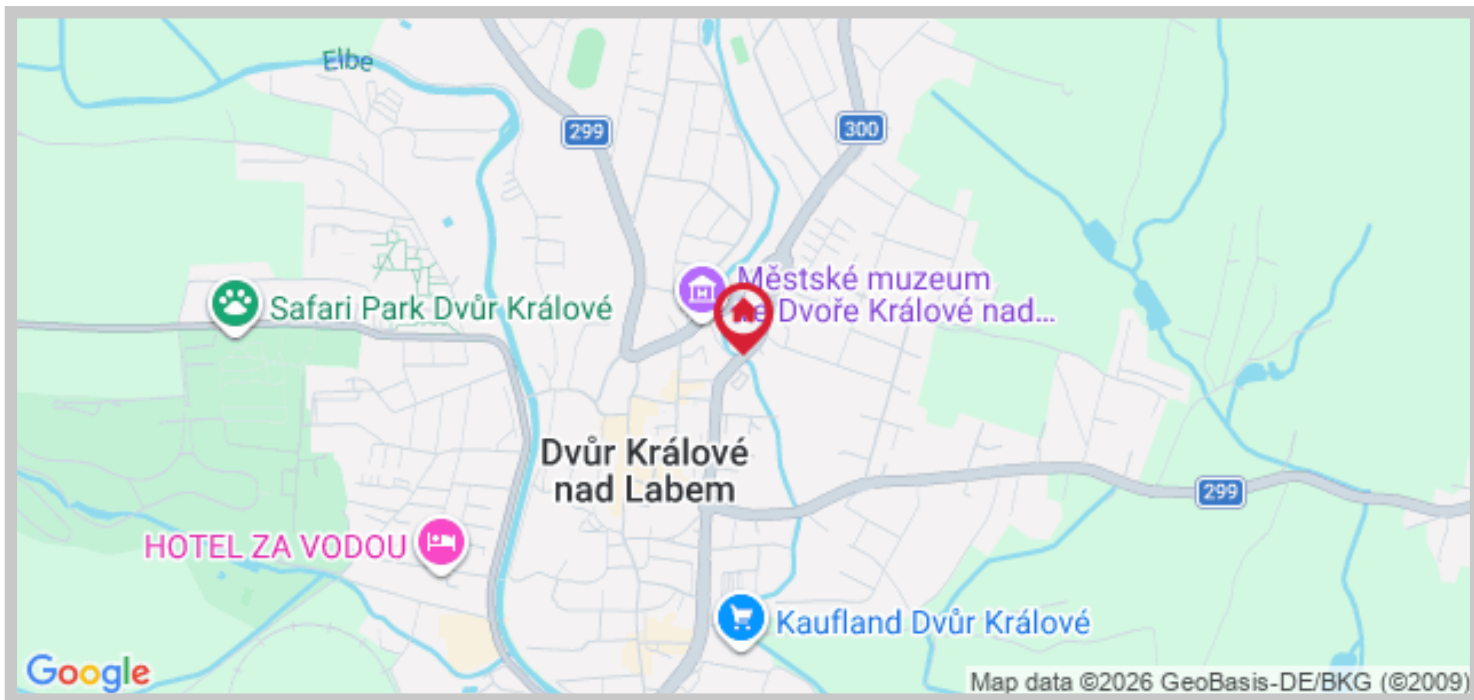 Elbe
299
300
Městské muzeum
Dvoře Králové nad...
Safari Park Dvůr Králové
Dvůr Králové
nad Labem
299
HOTEL ZA VODOU
Kaufland Dvůr Králové
Google
Map data ©2026 GeoBasis-DE/BKG (©2009)